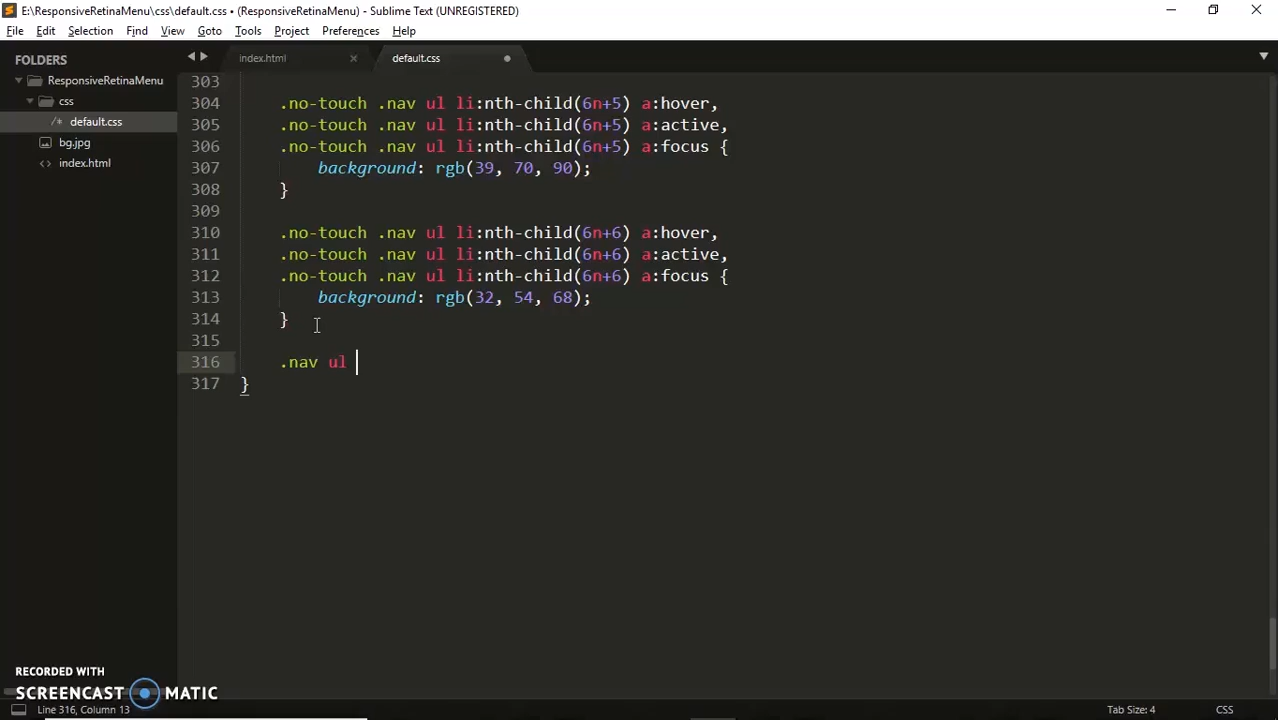 E:\ResponsiveRetinaMenu\css\default.css • (ResponsiveRetinaMenu) - Sublime Text (UNREGISTERED)
File Edit Selection Find View Goto Tools Project Preferences Help
FOLDERS
ResponsiveRetinaMenu
css
/* default.css
bg.jpg
<> index.html
index.html
default.css
303
304 .no-touch .nav ul li:nth-child(6n+5) a:hover,
305 .no-touch .nav ul li:nth-child(6n+5) a:active,
306 .no-touch .nav ul li:nth-child(6n+5) a:focus {
307 background: rgb(39, 70, 90);
308 }
309
310 .no-touch .nav ul li:nth-child(6n+6) a:hover,
311 .no-touch .nav ul li:nth-child(6n+6) a:active,
312 .no-touch .nav ul li:nth-child(6n+6) a:focus {
313 background: rgb(32, 54, 68);
314 }
315
316 .nav ul
317 }
RECORDED WITH
SCREENCAST MATIC
Line 316, Column 13
Tab Size: 4
CSS